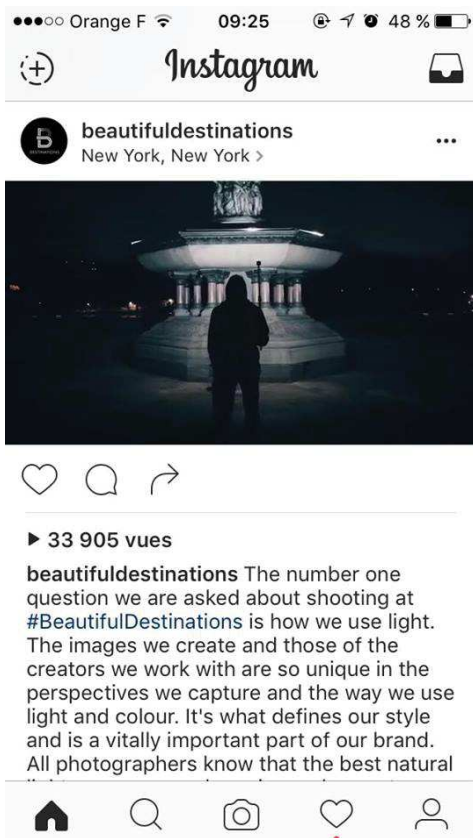 Orange F 09:25 48 %
Instagram
B
beautifuldestinations
New York, New York >
33 905 vues
beautifuldestinations The number one
question we are asked about shooting at
#BeautifulDestinations is how we use light.
The images we create and those of the
creators we work with are so unique in the
perspectives we capture and the way we use
light and colour. It's what defines our style
and is a vitally important part of our brand.
All photographers know that the best natural